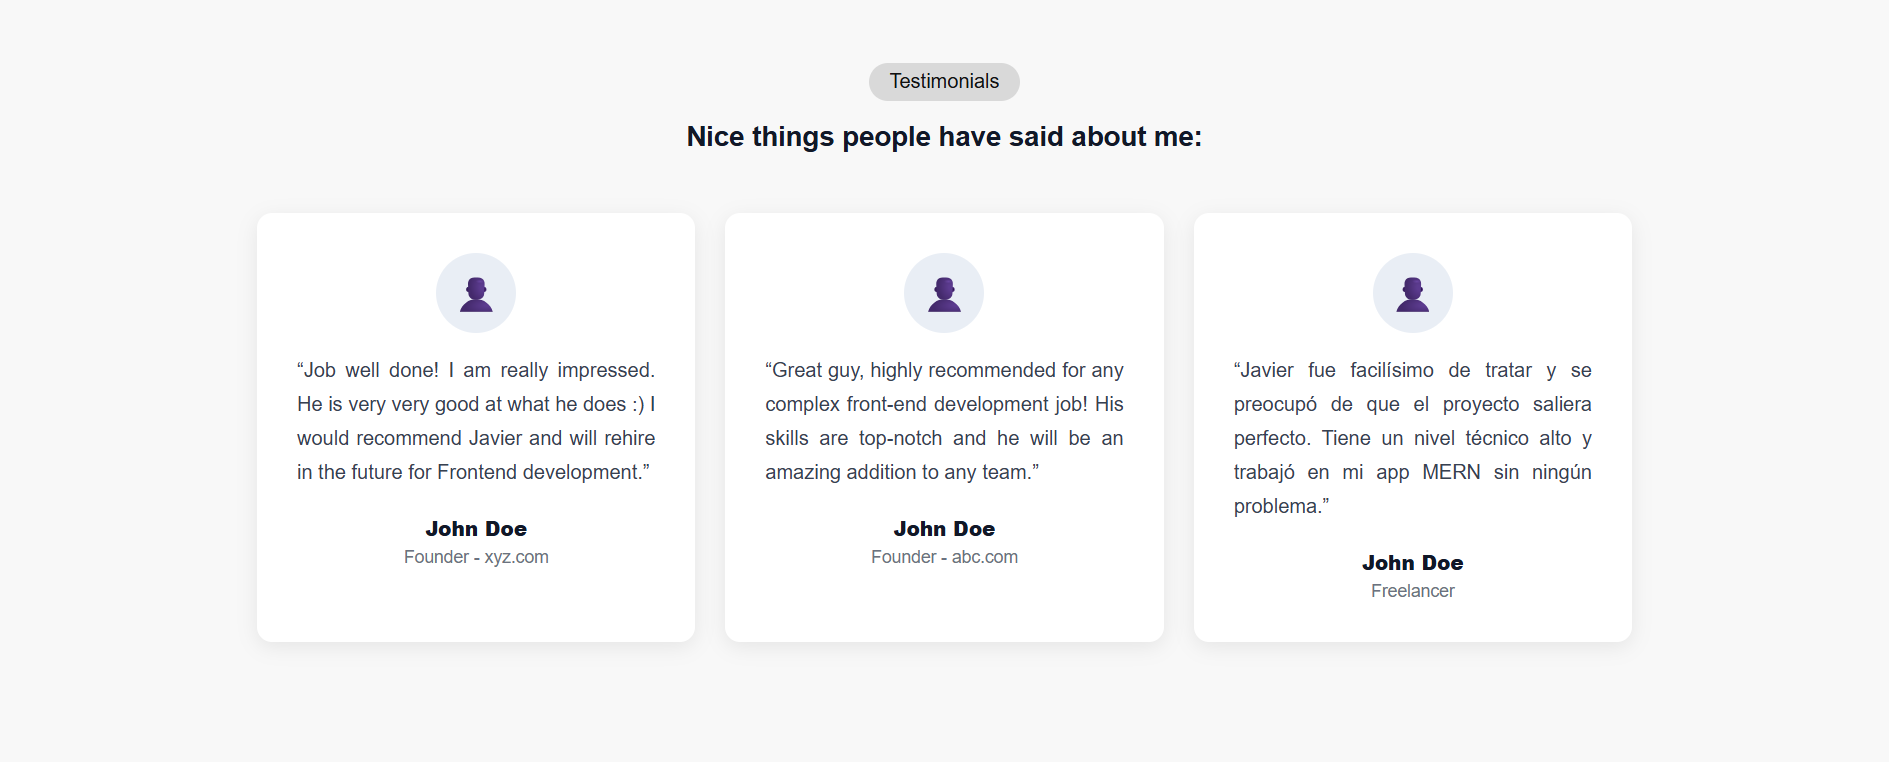 Testimonials
Nice things people have said about me:
“Job well done! I am really impressed.
He is very very good at what he does :) I
would recommend Javier and will rehire
in the future for Frontend development.”
John Doe
Founder - xyz.com
“Great guy, highly recommended for any
complex front-end development job! His
skills are top-notch and he will be an
amazing addition to any team.”
John Doe
Founder - abc.com
“Javier fue facilísimo de tratar y se
preocupó de que el proyecto saliera
perfecto. Tiene un nivel técnico alto y
trabajó en mi app MERN sin ningún
problema.”
John Doe
Freelancer